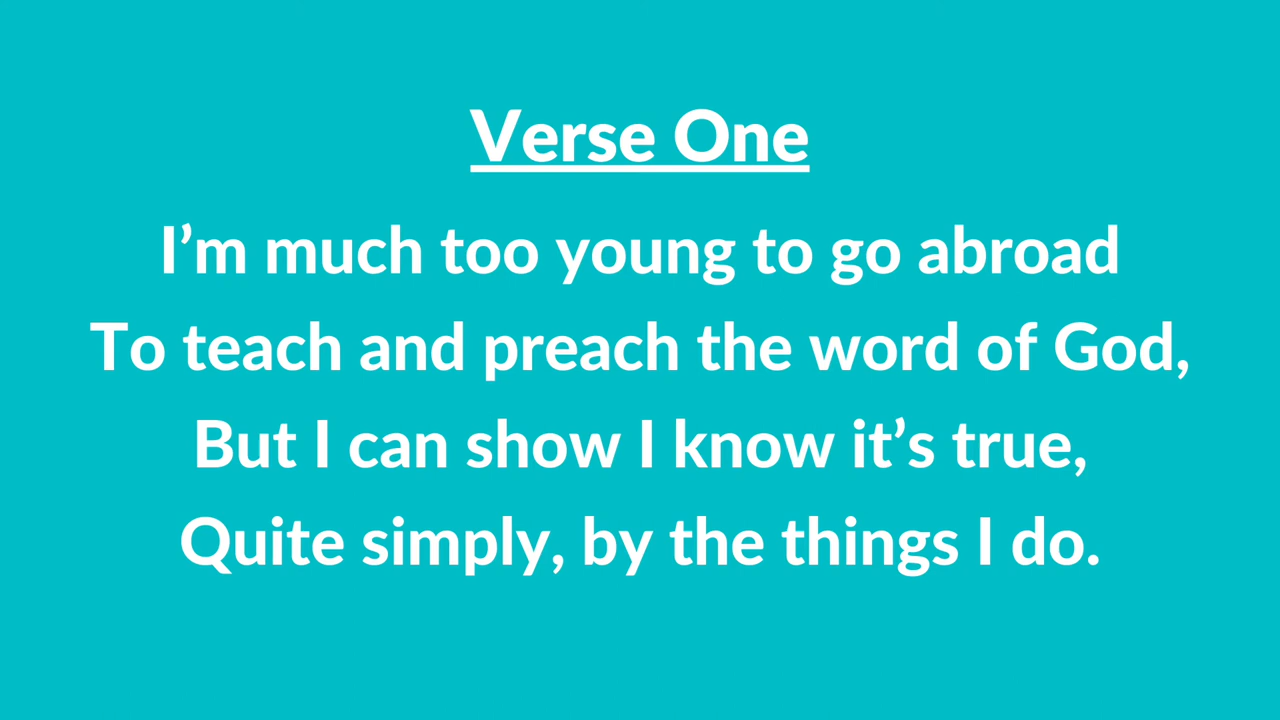 Verse One
I’m much too young to go abroad
To teach and preach the word of God,
But I can show I know it’s true,
Quite simply, by the things I do.